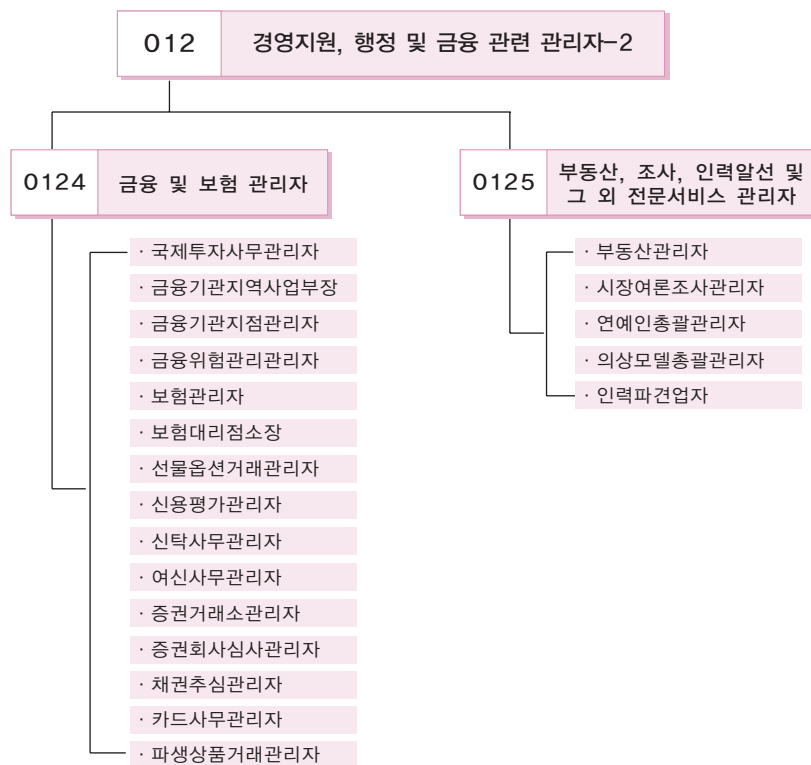 012 경영지원, 행정 및 금융 관련 관리자-2
0124 금융 및 보험 관리자
· 국제투자사무관리자
· 금융기관지역사업부장
· 금융기관지점관리자
· 금융위험관리관리자
· 보험관리자
· 보험대리점소장
· 선물옵션거래관리자
· 신용평가관리자
· 신탁사무관리자
· 여신사무관리자
· 증권거래소관리자
· 증권회사심사관리자
· 채권추심관리자
· 카드사무관리자
· 파생상품거래관리자
0125 부동산, 조사, 인력알선 및
그 외 전문서비스 관리자
· 부동산관리자
· 시장여론조사관리자
· 연예인총괄관리자
· 의상모델총괄관리자
· 인력파견업자